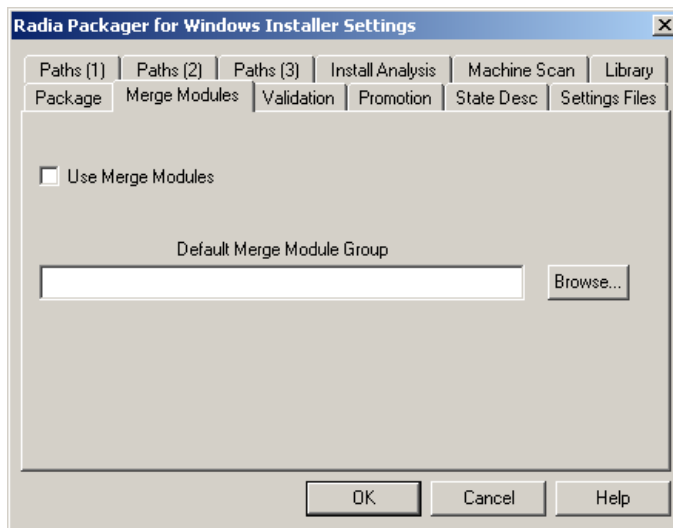 Radia Packager for Windows Installer Settings
Paths (1) Paths (2) Paths (3) Install Analysis Machine Scan Library
Package Merge Modules Validation Promotion State Desc Settings Files
Use Merge Modules
Default Merge Module Group
Browse...
OK Cancel Help